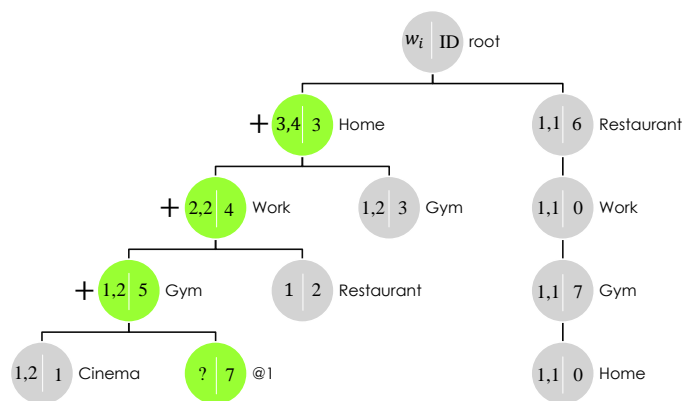 wᵢ ID root
+ 3,4 3 Home 1,1 6 Restaurant
+ 2,2 4 Work 1,2 3 Gym 1,1 0 Work
+ 1,2 5 Gym 1 2 Restaurant 1,1 7 Gym
1,2 1 Cinema ? 7 @1 1,1 0 Home